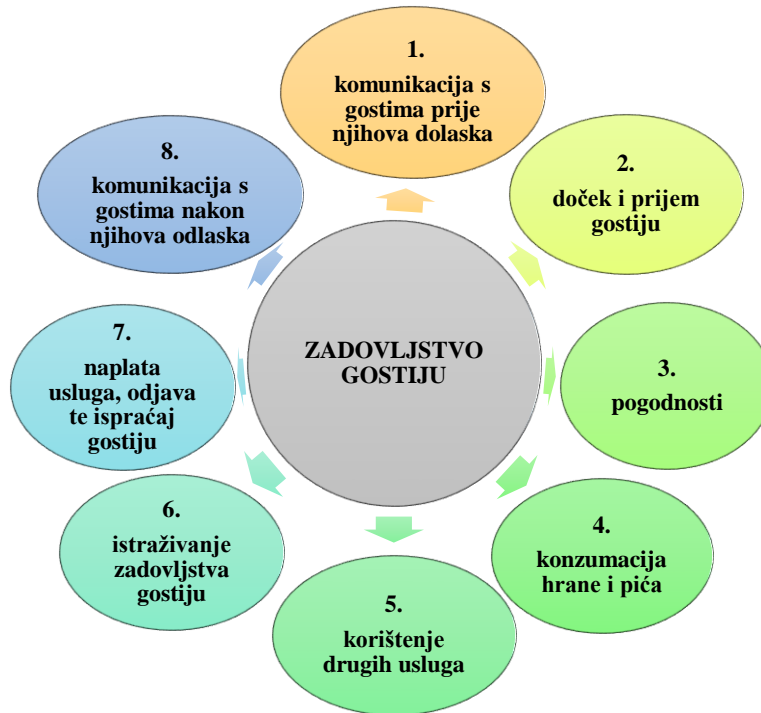 1.
komunikacija s
gostima prije
njihova dolaska
2.
doček i prijem
gostiju
3.
pogodnosti
4.
konzumacija
hrane i pića
5.
korištenje
drugih usluga
6.
istraživanje
zadovljstva
gostiju
7.
naplata
usluga, odjava
te ispraćaj
gostiju
8.
komunikacija s
gostima nakon
njihova odlaska
ZADOVLJSTVO
GOSTIJU